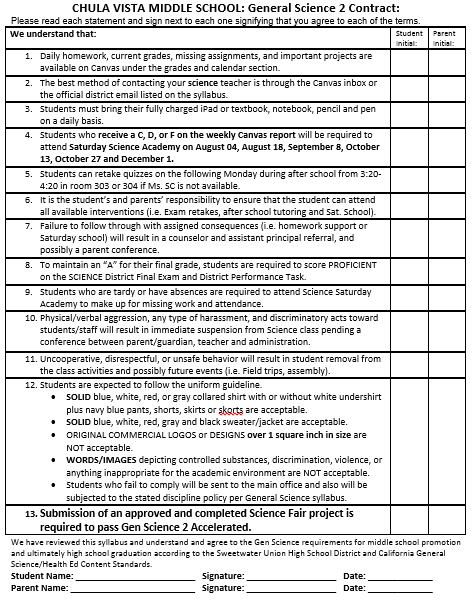 CHULA VISTA MIDDLE SCHOOL: General Science 2 Contract:
Please read each statement and sign next to each one signifying that you agree to each of the terms.
We understand that:
Student Initial:
Parent Initial:
1. Daily homework, current grades, missing assignments, and important projects are
available on Canvas under the grades and calendar section.
2. The best method of contacting your science teacher is through the Canvas inbox or
the official district email listed on the syllabus.
3. Students must bring their fully charged iPad or textbook, notebook, pencil and pen
on a daily basis.
4. Students who receive a C, D, or F on the weekly Canvas report will be required to
attend Saturday Science Academy on August 04, August 18, September 8, October
13, October 27 and December 1.
5. Students can retake quizzes on the following Monday during after school from 3:20-
4:20 in room 303 or 304 if Ms. SC is not available.
6. It is the student's and parents' responsibility to ensure that the student can attend
all available interventions (i.e. Exam retakes, after school tutoring and Sat. School).
7. Failure to follow through with assigned consequences (i.e. homework support or
Saturday school) will result in a counselor and assistant principal referral, and
possibly a parent conference.
8. To maintain an "A" for their final grade, students are required to score PROFICIENT
on the SCIENCE District Final Exam and District Performance Task.
9. Students who are tardy or have absences are required to attend Science Saturday
Academy to make up for missing work and attendance.
10. Physical/verbal aggression, any type of harassment, and discriminatory acts toward
students/staff will result in immediate suspension from Science class pending a
conference between parent/guardian, teacher and administration.
11. Uncooperative, disrespectful, or unsafe behavior will result in student removal from
the class activities and possibly future events (i.e. Field trips, assembly).
12. Students are expected to follow the uniform guideline.
• SOLID blue, white, red, or gray collared shirt with or without undershirt
plus navy blue pants, shorts, skirts or skorts are acceptable.
• SOLID blue, white, red, gray and black sweater/jacket are acceptable.
• ORIGINAL COMMERCIAL LOGOS or DESIGNS over 1 square inch in size are
NOT acceptable.
• WORDS/IMAGES depicting controlled substances, discrimination, violence, or
anything inappropriate for the academic environment are NOT acceptable.
• Students who fail to comply will be sent to the main office and also will be
subjected to the stated discipline policy per General Science syllabus.
13. Submission of an approved and completed Science Fair project is
required to pass Gen Science 2 Accelerated.
We have reviewed this syllabus and understand and agree to the Gen Science requirements for middle school promotion
and ultimately high school graduation according to the Sweetwater Union High School District and California General
Science/Health Ed Content Standards.
Student Name: ____________________ Signature: ________________ Date: _______________
Parent Name: ____________________ Signature: ________________ Date: _______________